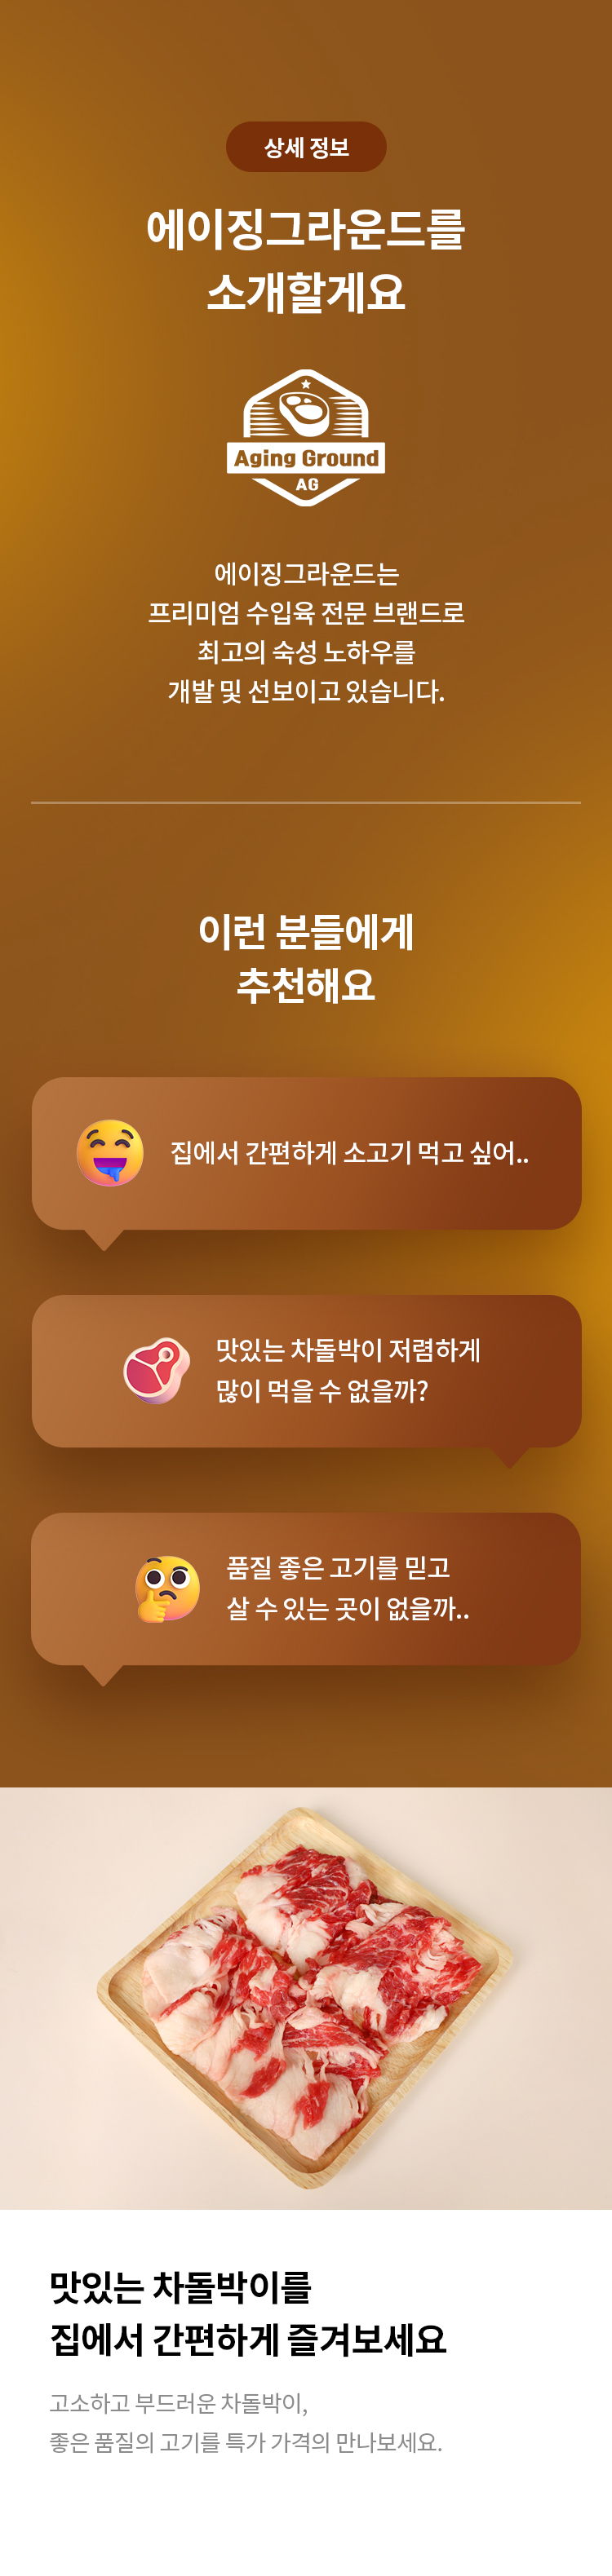 상세 정보
에이징그라운드를
소개할게요
Aging Ground
AG
에이징그라운드는
프리미엄 수입육 전문 브랜드로
최고의 숙성 노하우를
개발 및 선보이고 있습니다.
이런 분들에게
추천해요
집에서 간편하게 소고기 먹고 싶어..
맛있는 차돌박이 저렴하게
많이 먹을 수 없을까?
품질 좋은 고기를 믿고
살 수 있는 곳이 없을까..
맛있는 차돌박이를
집에서 간편하게 즐겨보세요
고소하고 부드러운 차돌박이,
좋은 품질의 고기를 특가 가격의 만나보세요.